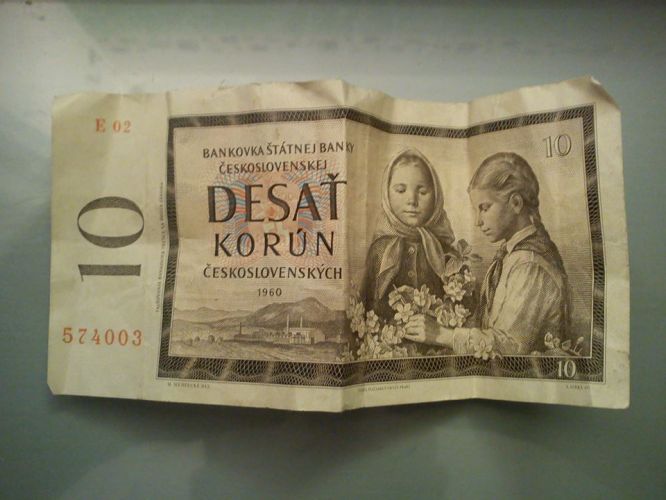 E 02
10
574003
BANKOVKA ŠTÁTNEJ BANKY
ČESKOSLOVENSKEJ
DESAŤ
KORÚN
ČESKOSLOVENSKÝCH
1960
10
10